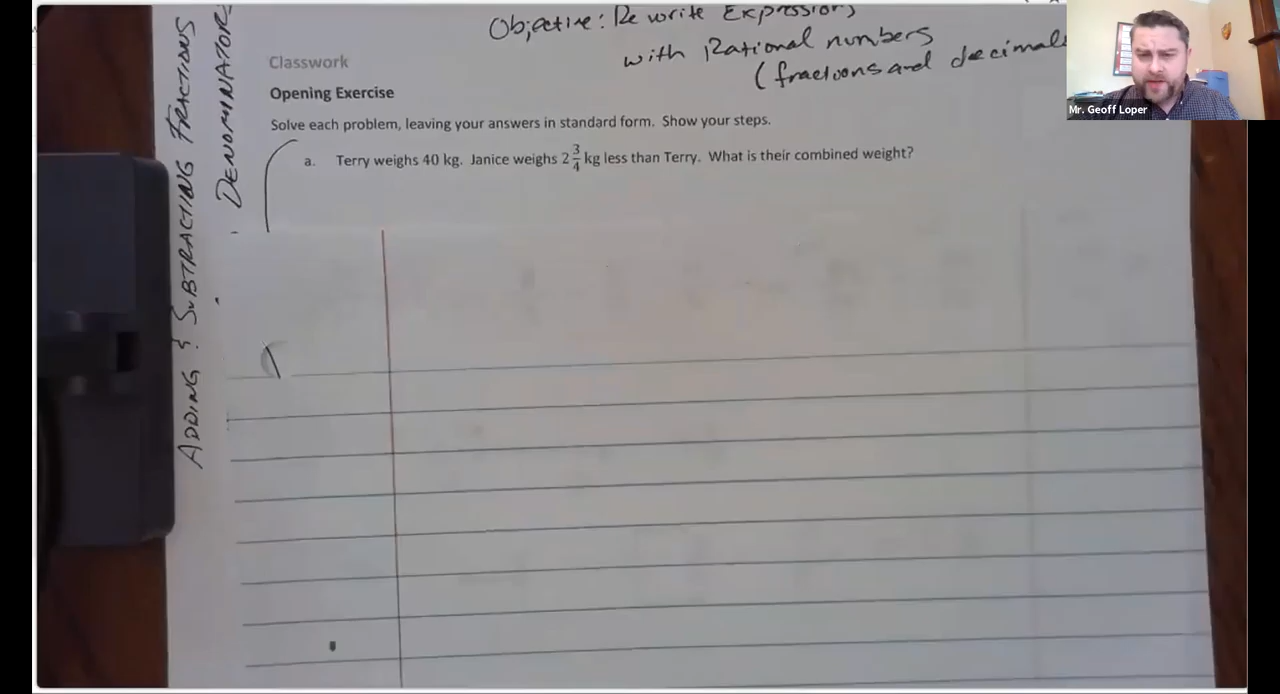 Objective: Rewrite Expressions
with Rational numbers
(fractions and decimals
Classwork
Opening Exercise
Solve each problem, leaving your answers in standard form. Show your steps.
a. Terry weighs 40 kg. Janice weighs 2 3/4 kg less than Terry. What is their combined weight?
ADDING & SUBTRACTING FRACTIONS
DENOMINATOR
Mr. Geoff Loper